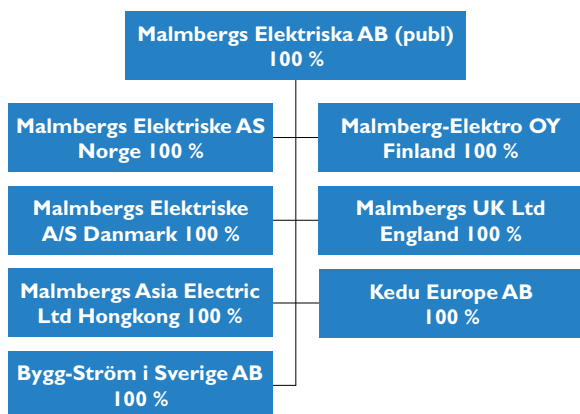 Malmbergs Elektriska AB (publ)
100 %
Malmbergs Elektriske AS
Norge 100 %
Malmberg-Elektro OY
Finland 100 %
Malmbergs Elektriske
A/S Danmark 100 %
Malmbergs UK Ltd
England 100 %
Malmbergs Asia Electric
Ltd Hongkong 100 %
Kedu Europe AB
100 %
Bygg-Ström i Sverige AB
100 %